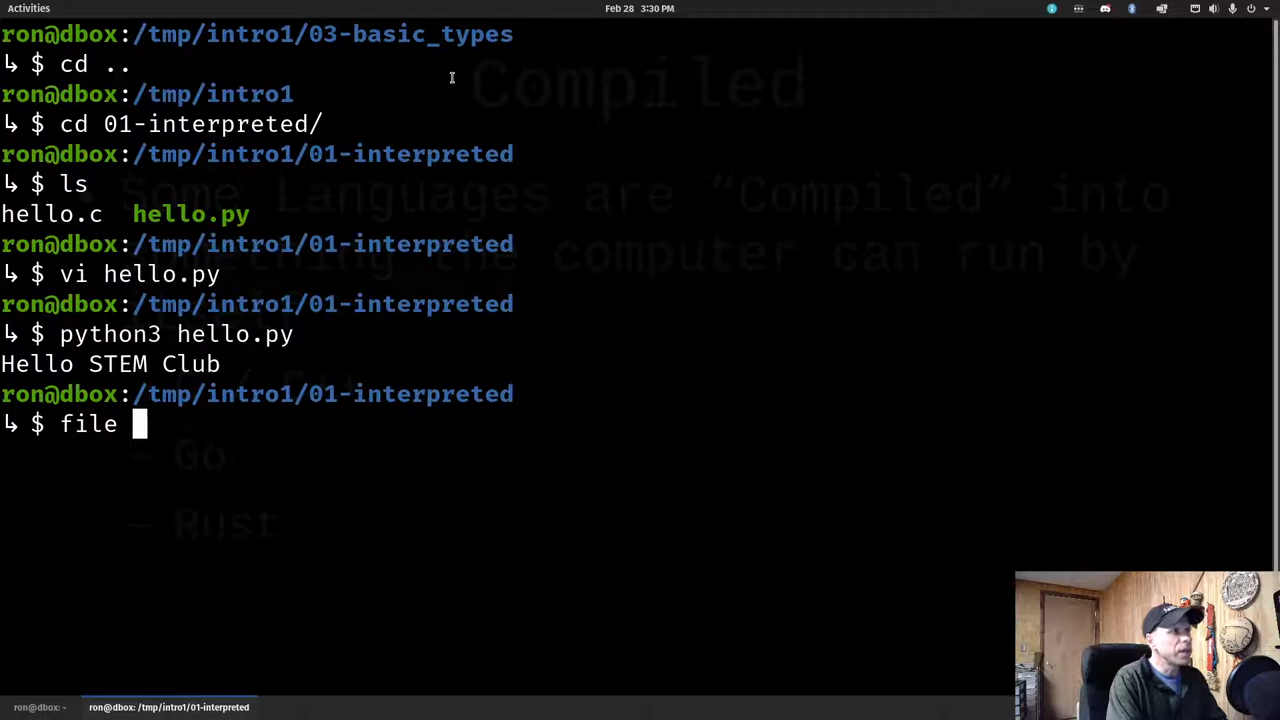 Activities
Feb 28 3:30 PM
ron@dbox:/tmp/intro1/03-basic_types
↳ $ cd ..
ron@dbox:/tmp/intro1
↳ $ cd 01-interpreted/
ron@dbox:/tmp/intro1/01-interpreted
↳ $ ls
hello.c hello.py
ron@dbox:/tmp/intro1/01-interpreted
↳ $ vi hello.py
ron@dbox:/tmp/intro1/01-interpreted
↳ $ python3 hello.py
Hello STEM Club
ron@dbox:/tmp/intro1/01-interpreted
↳ $ file
Compiled
Some Languages are “Compiled” into
something the computer can run by
- Go
- Rust
ron@dbox: ~
ron@dbox: /tmp/intro1/01-interpreted